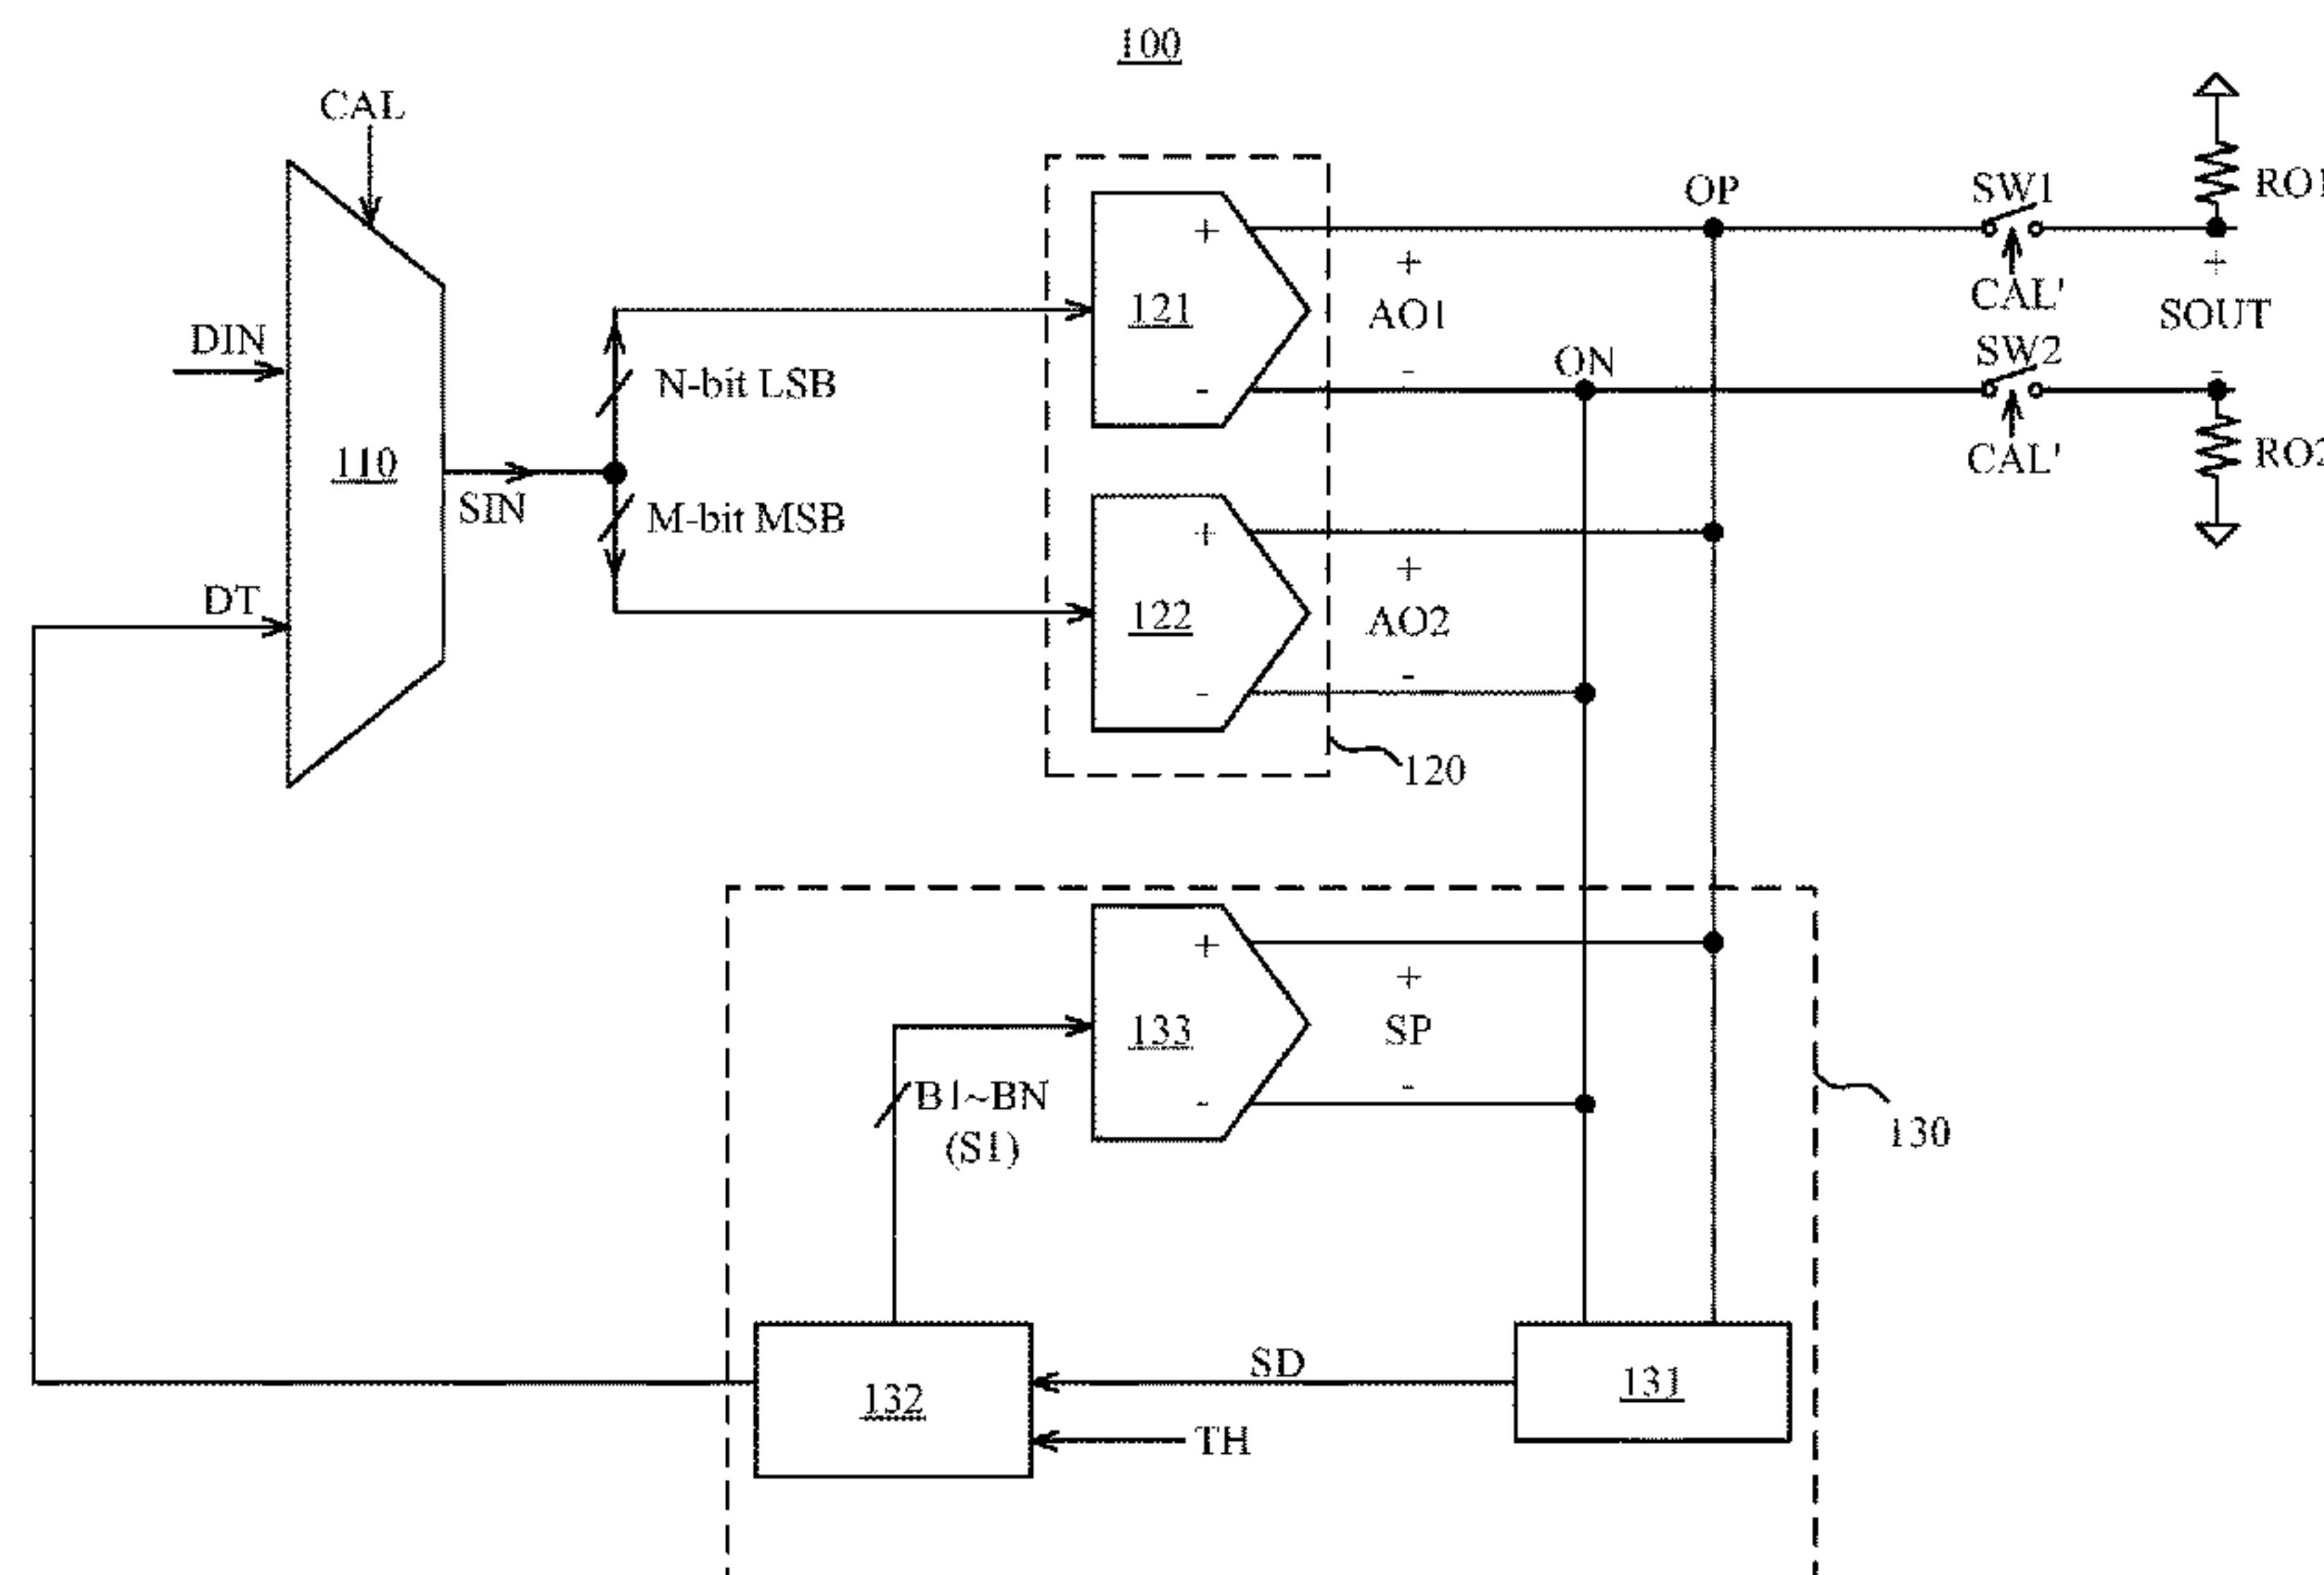 100
CAL
DIN
110
DT
SIN
N-bit LSB
M-bit MSB
+
121
-
+
AO1
-
+
122
-
+
AO2
-
120
OP
ON
SW1
CAL'
SW2
CAL'
RO1
+
SOUT
-
RO2
+
133
-
+
SP
-
B1~BN
(S1)
130
132
SD
TH
131